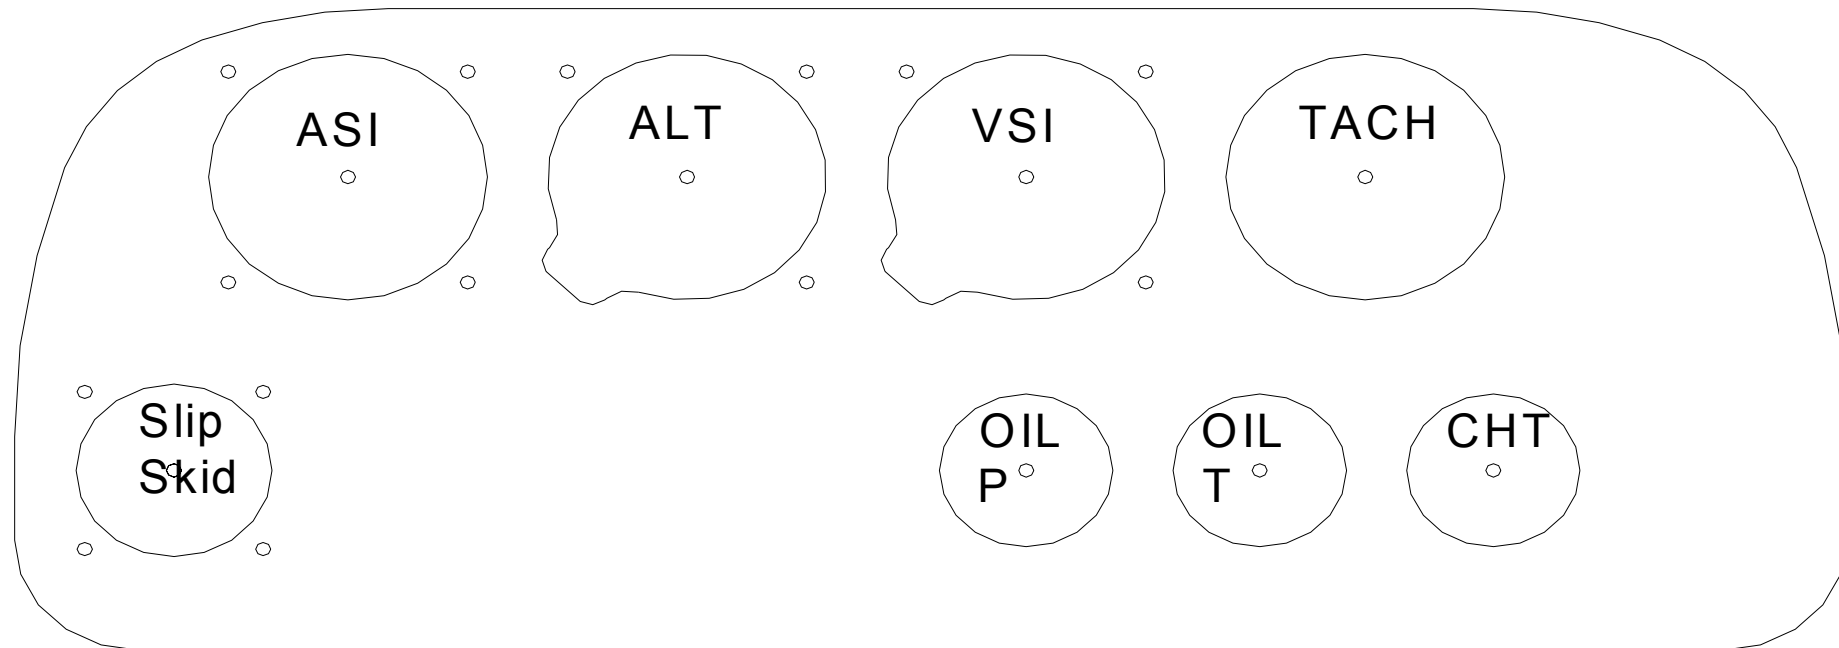 ASI
ALT
VSI
TACH
Slip
Skid
OIL
P
OIL
T
CHT